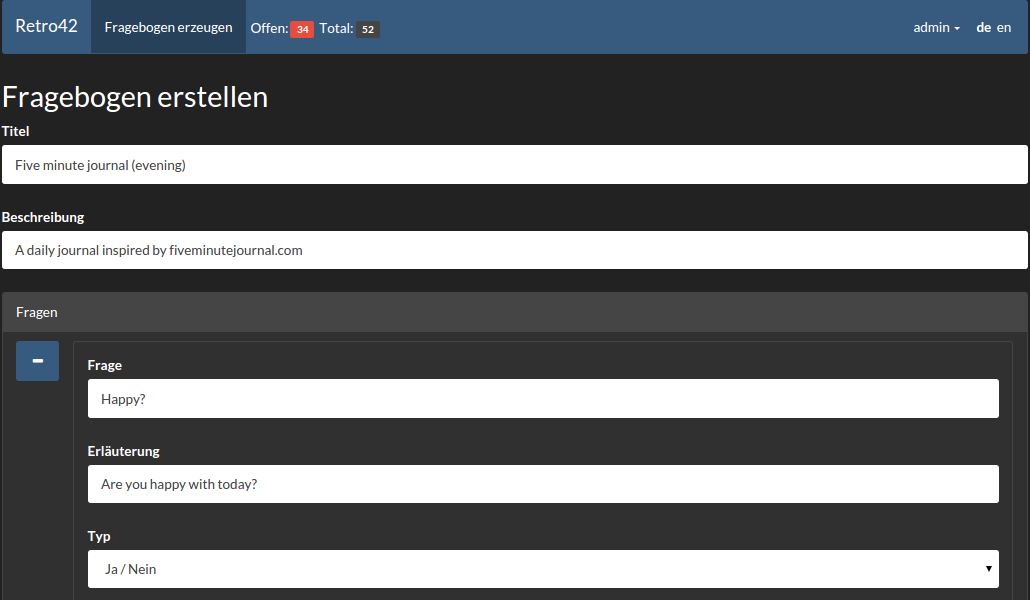 Retro42 Fragebogen erzeugen Offen: 34 Total: 52 admin de en
Fragebogen erstellen
Titel
Five minute journal (evening)
Beschreibung
A daily journal inspired by fiveminutejournal.com
Fragen
Frage
Happy?
Erläuterung
Are you happy with today?
Typ
Ja / Nein